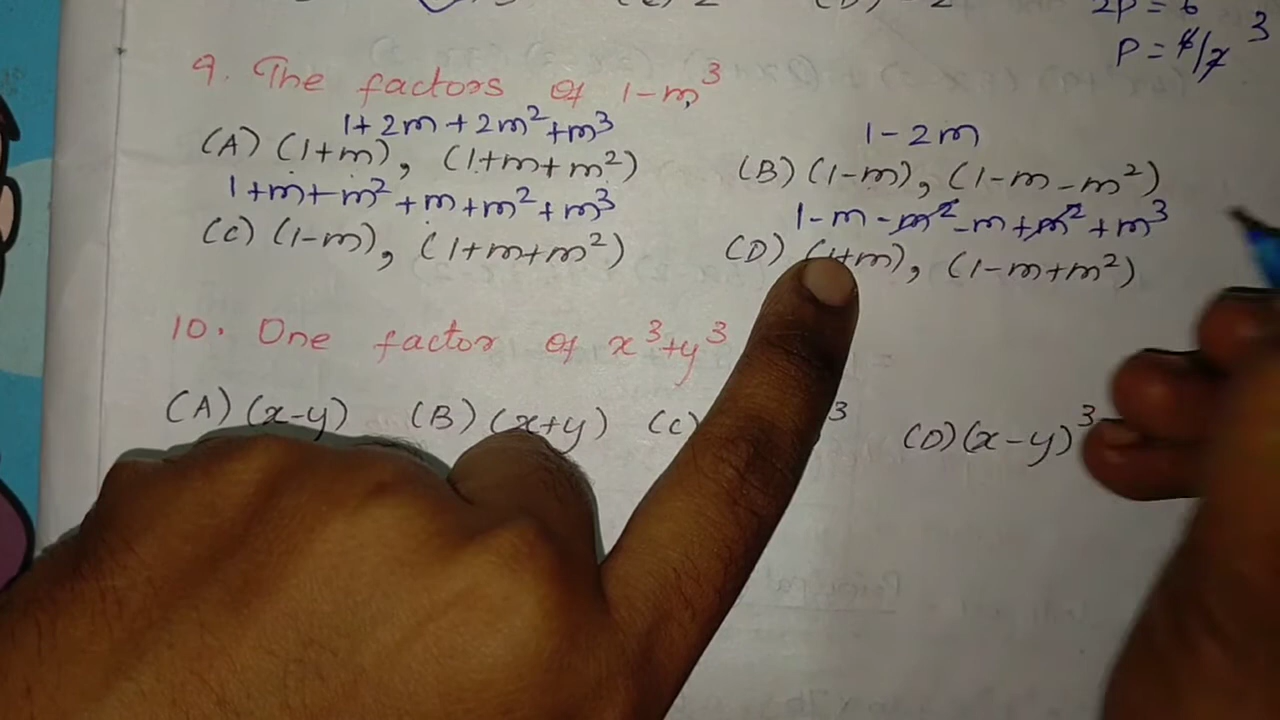 2P = 6
P = 6/2 3
9. The factors of 1-m³
1+2m+2m²+m³
(A) (1+m), (1+m+m²)
1+m+m²+m+m²+m³
1-2m
(B) (1-m), (1-m-m²)
1-m-m²-m+m²+m³
(C) (1-m), (1+m+m²)
(D) (1+m), (1-m+m²)
10. One factor of x³+y³
(A) (x-y) (B) (x+y) (C) ³ (D) (x-y)³